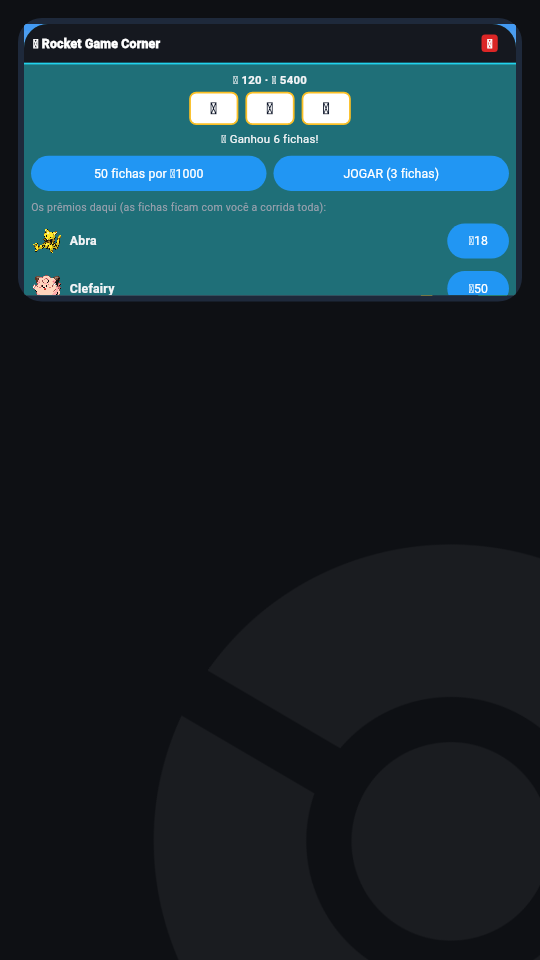 Rocket Game Corner
120 · 5400
Ganhou 6 fichas!
50 fichas por 1000
JOGAR (3 fichas)
Os prêmios daqui (as fichas ficam com você a corrida toda):
Abra
18
Clefairy
50